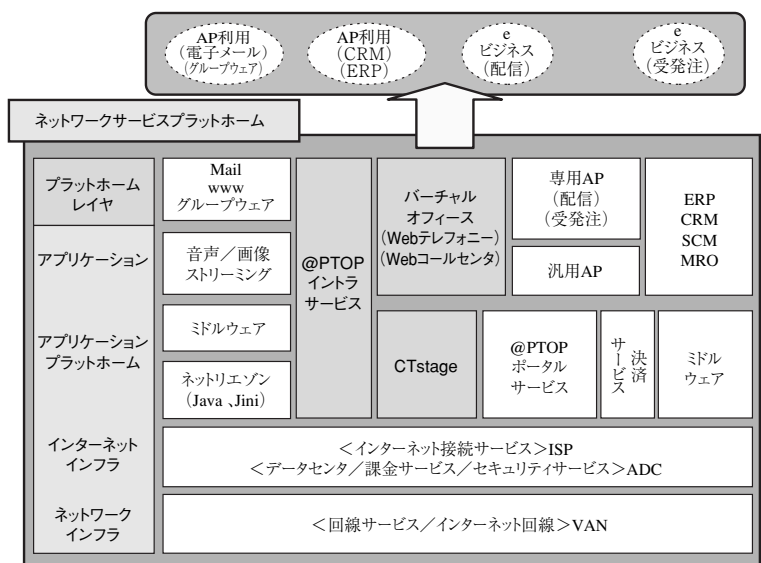 AP利用
(電子メール)
(グループウェア)
AP利用
(CRM)
(ERP)
e
ビジネス
(配信)
e
ビジネス
(受発注)
ネットワークサービスプラットホーム
プラットホーム
レイヤ
Mail
www
グループウェア
@PTOP
イントラ
サービス
バーチャル
オフィース
(Webテレフォニー)
(Webコールセンタ)
専用AP
(配信)
(受発注)
ERP
CRM
SCM
MRO
アプリケーション
音声/画像
ストリーミング
汎用AP
アプリケーション
プラットホーム
ミドルウェア
ネットリエゾン
(Java、Jini)
CTstage
@PTOP
ポータル
サービス
決済
サービス
ミドル
ウェア
インターネット
インフラ
<インターネット接続サービス>ISP
<データセンタ/課金サービス/セキュリティサービス>ADC
ネットワーク
インフラ
<回線サービス/インターネット回線>VAN